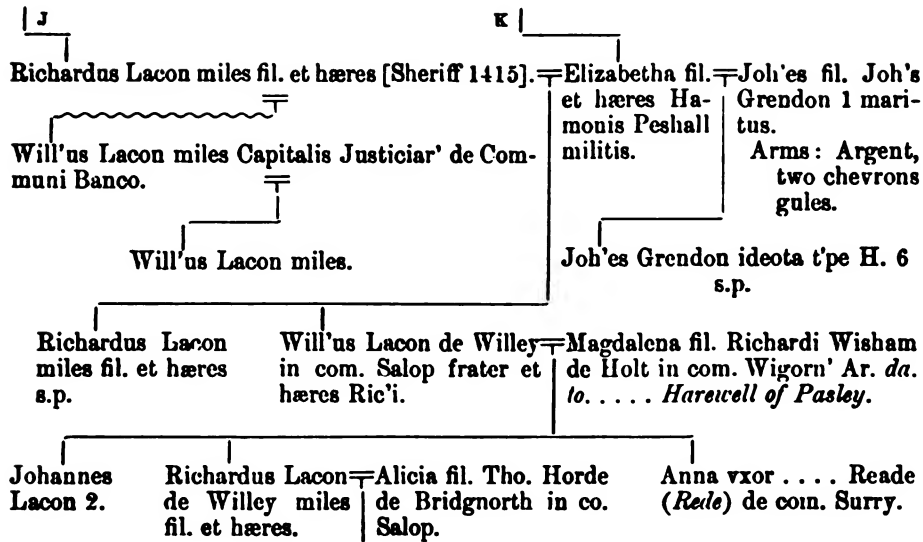 J K
Richardus Lacon miles fil. et hæres [Sheriff 1415]. Elizabetha fil. et hæres Hamonis Peshall militis. Joh'es fil. Joh's Grendon 1 maritus.
Arms: Argent, two chevrons gules.
Will'us Lacon miles Capitalis Justiciar' de Communi Banco.
Will'us Lacon miles.
Joh'es Grendon ideota t'pe H. 6 s.p.
Richardus Lacon miles fil. et hæres s.p.
Will'us Lacon de Willey in com. Salop frater et hæres Ric'i.
Magdalena fil. Richardi Wisham de Holt in com. Wigorn' Ar. da. to. . . . . Harewell of Pasley.
Johannes Lacon 2.
Richardus Lacon de Willey miles fil. et hæres.
Alicia fil. Tho. Horde de Bridgnorth in co. Salop.
Anna vxor . . . . Reade (Rede) de com. Surry.